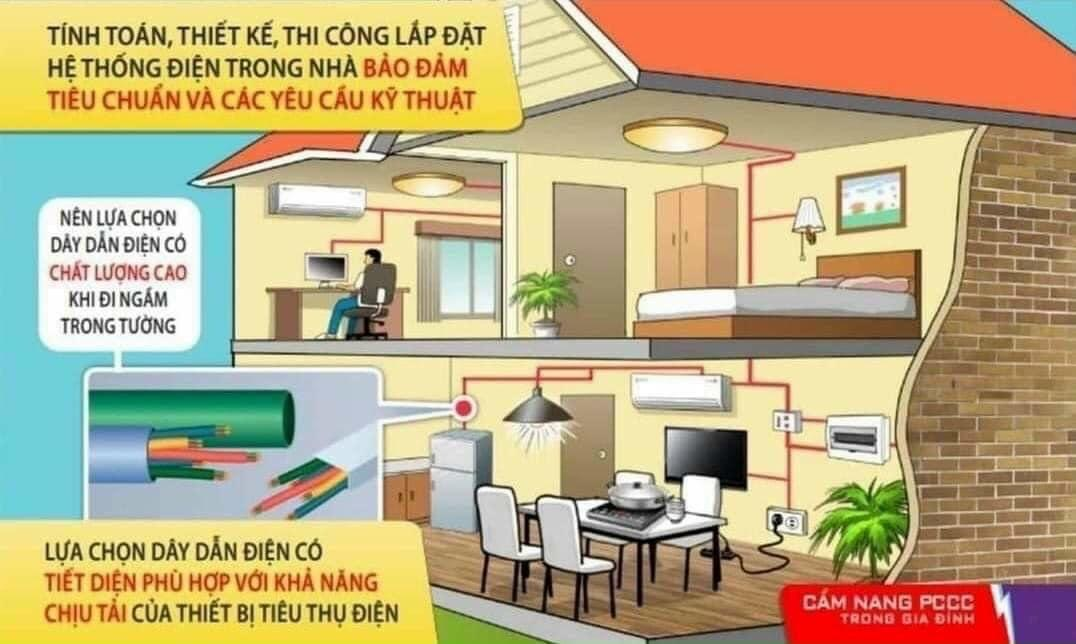 TÍNH TOÁN, THIẾT KẾ, THI CÔNG LẮP ĐẶT
HỆ THỐNG ĐIỆN TRONG NHÀ BẢO ĐẢM
TIÊU CHUẨN VÀ CÁC YÊU CẦU KỸ THUẬT
NÊN LỰA CHỌN
DÂY DẪN ĐIỆN CÓ
CHẤT LƯỢNG CAO
KHI ĐI NGẦM
TRONG TƯỜNG
LỰA CHỌN DÂY DẪN ĐIỆN CÓ
TIẾT DIỆN PHÙ HỢP VỚI KHẢ NĂNG
CHỊU TẢI CỦA THIẾT BỊ TIÊU THỤ ĐIỆN
CẨM NANG PCCC
TRONG GIA ĐÌNH